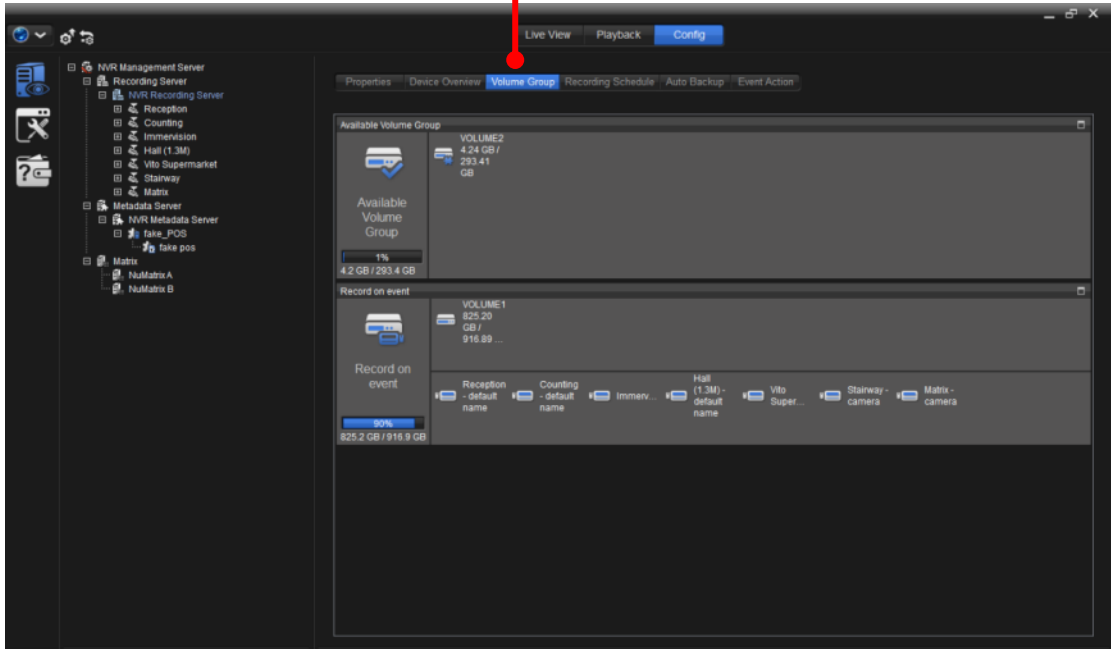 Live View Playback Config
NVR Management Server
Recording Server
NVR Recording Server
Reception
Counting
Immervision
Hall (1.3M)
Vito Supermarket
Stairway
Matrix
Metadata Server
NVR Metadata Server
fake_POS
fake pos
Matrix
NuMatrix A
NuMatrix B
Properties Device Overview Volume Group Recording Schedule Auto Backup Event Action
Available Volume Group
VOLUME2
4.24 GB /
293.41
GB
Available
Volume
Group
1%
4.2 GB / 293.4 GB
Record on event
VOLUME1
825.20
GB /
916.89 ...
Record on
event
90%
825.2 GB / 916.9 GB
Reception
- default
name
Counting
- default
name
Immerv...
Hall
(1.3M) -
default
name
Vito
Super...
Stairway -
camera
Matrix -
camera